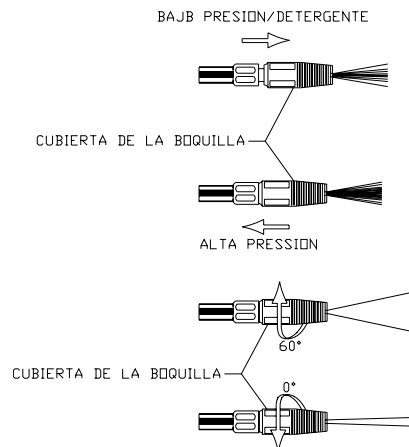 BAJB PRESION/DETERGENTE
CUBIERTA DE LA BOQUILLA
ALTA PRESSION
60°
CUBIERTA DE LA BOQUILLA
0°